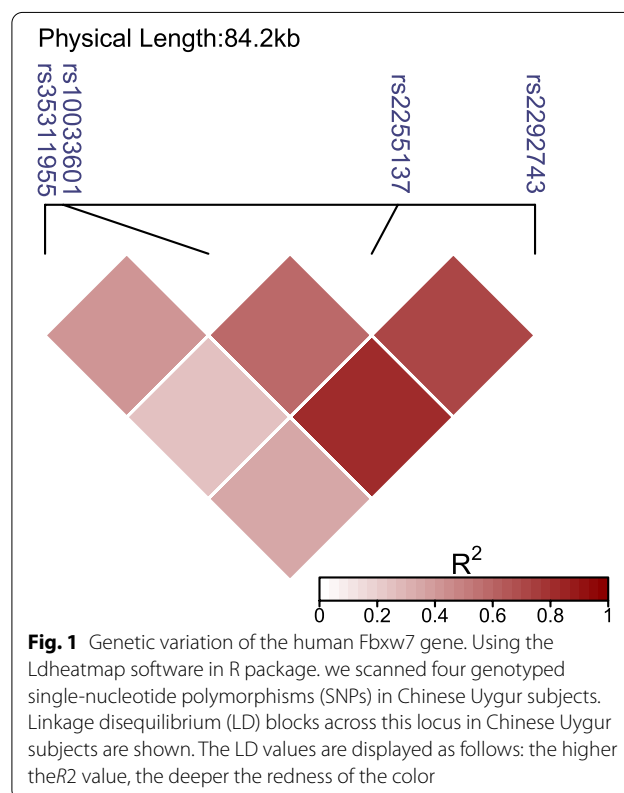 Physical Length:84.2kb
rs35311955
rs10033601
rs2255137
rs2292743
R2
0 0.2 0.4 0.6 0.8 1
Fig. 1 Genetic variation of the human Fbxw7 gene. Using the
Ldheatmap software in R package. we scanned four genotyped
single-nucleotide polymorphisms (SNPs) in Chinese Uygur subjects.
Linkage disequilibrium (LD) blocks across this locus in Chinese Uygur
subjects are shown. The LD values are displayed as follows: the higher
theR2 value, the deeper the redness of the color